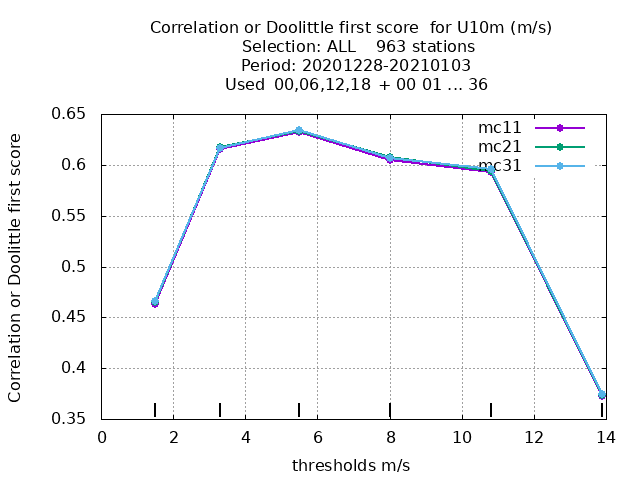 Correlation or Doolittle first score  for U10m (m/s)
Selection: ALL    963 stations
Period: 20201228-20210103
Used  00,06,12,18  + 00 01 ... 36
Correlation or Doolittle first score
0.65
0.6
0.55
0.5
0.45
0.4
0.35
mc11
mc21
mc31
0 2 4 6 8 10 12 14
thresholds m/s